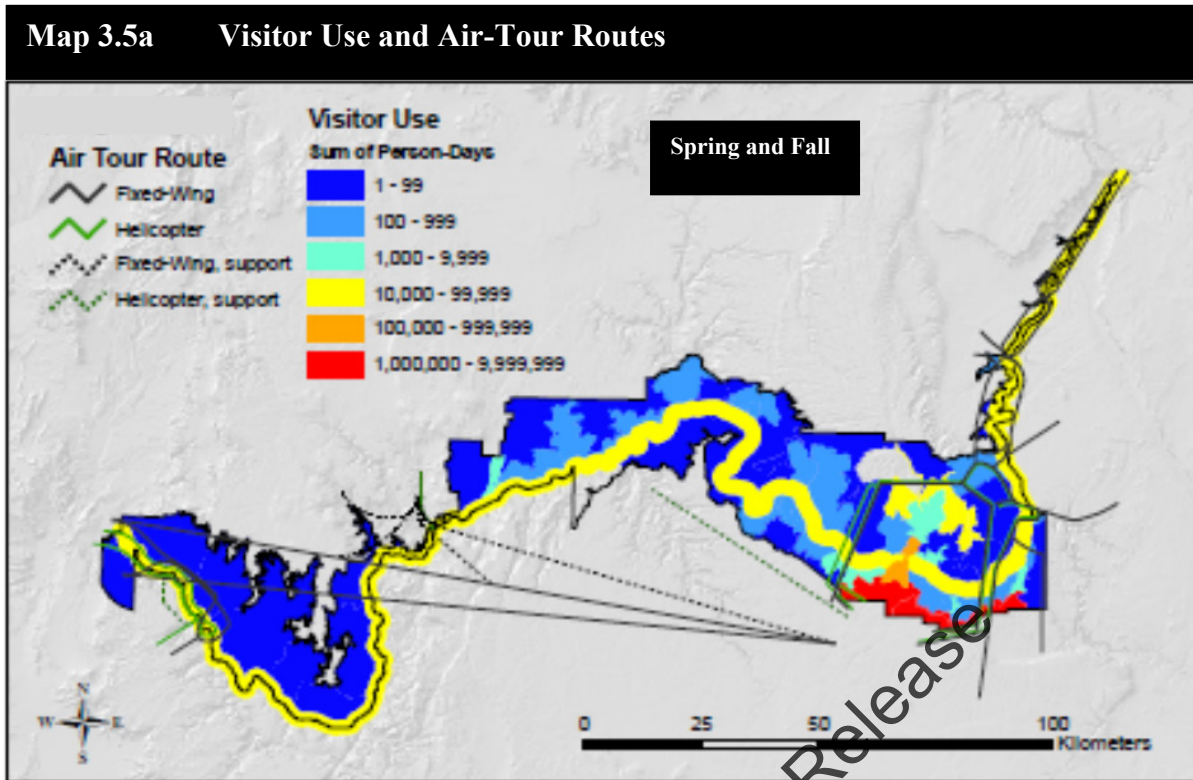 Map 3.5a Visitor Use and Air-Tour Routes
Spring and Fall
Air Tour Route
Fixed-Wing
Helicopter
Fixed-Wing, support
Helicopter, support
Visitor Use
Sum of Person-Days
1 - 99
100 - 999
1,000 - 9,999
10,000 - 99,999
100,000 - 999,999
1,000,000 - 9,999,999
N
W E
S
0 25 50 100
Kilometers
Release